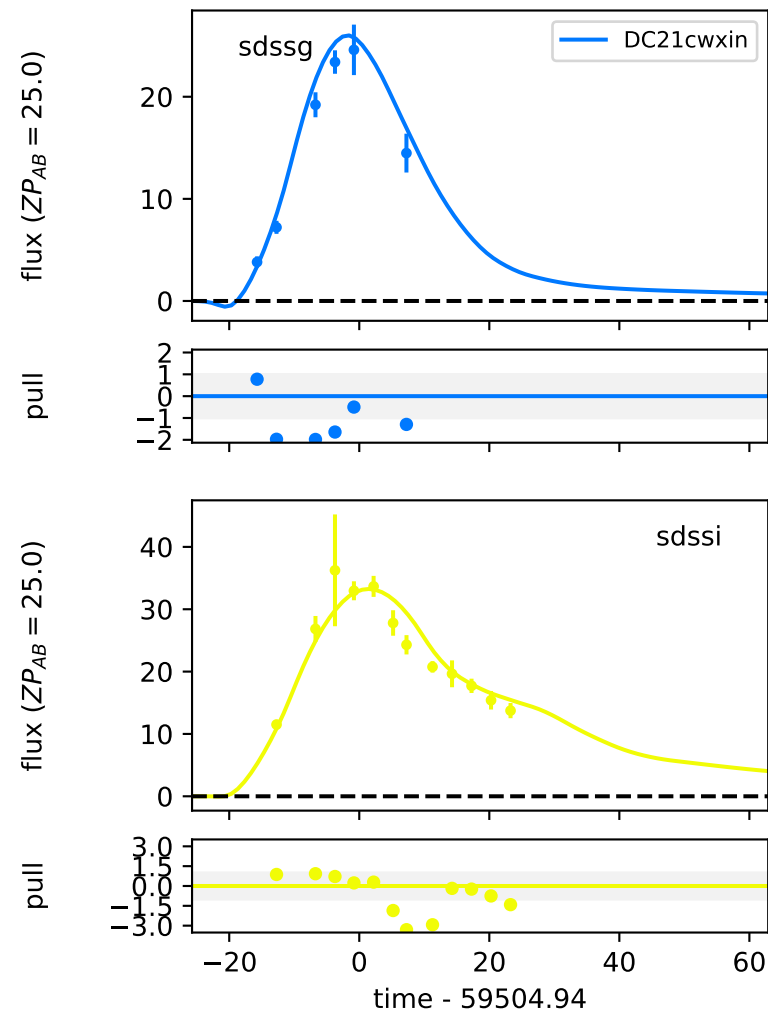 sdssg
DC21cwxin
flux (ZP_AB = 25.0)
20
10
0
pull
2
1
0
−1
−2
sdssi
flux (ZP_AB = 25.0)
40
30
20
10
0
pull
3.0
1.5
0.0
−1.5
−3.0
−20 0 20 40 60
time - 59504.94